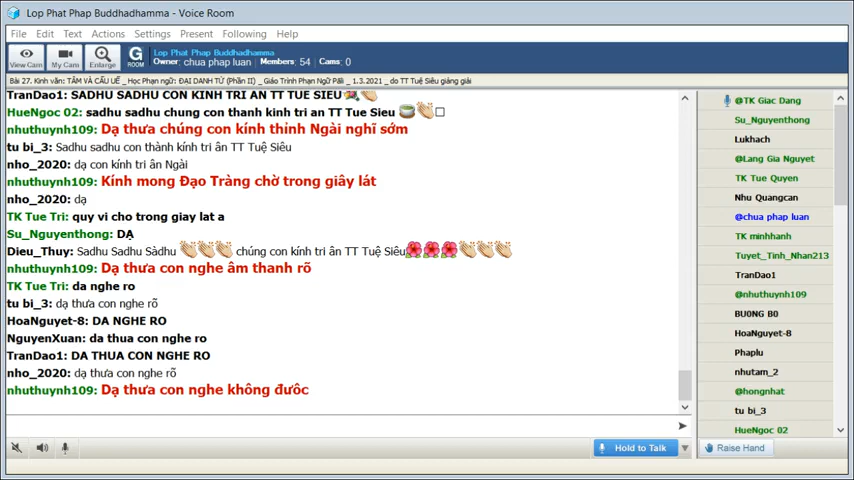 Lop Phat Phap Buddhadhamma - Voice Room
File Edit Text Actions Settings Present Following Help
View Cam My Cam Enlarge G ROOM
Lop Phat Phap Buddhadhamma
Owner: chua phap luan Members: 54 Cams: 0
Bài 27. Kinh văn: TÂM VÀ CẤU UẾ _ Học Phạn ngữ: ĐẠI DANH TỪ (Phần II) _ Giáo Trình Phạn Ngữ Pāli _ 1.3.2021 _ do TT Tuệ Siêu giảng giải
TranDao1: SADHU SADHU CON KINH TRI AN TT TUE SIEU
HueNgoc 02: sadhu sadhu chung con thanh kinh tri an TT Tue Sieu
nhuthuynh109: Dạ thưa chúng con kính thỉnh Ngài nghĩ sớm
tu bi_3: Sadhu sadhu con thành kính tri ân TT Tuệ Siêu
nho_2020: dạ con kính tri ân Ngài
nhuthuynh109: Kính mong Đạo Tràng chờ trong giây lát
nho_2020: dạ
TK Tue Tri: quy vi cho trong giay lat a
Su_Nguyenthong: DẠ
Dieu_Thuy: Sadhu Sadhu Sàdhu chúng con kính tri ân TT Tuệ Siêu
nhuthuynh109: Dạ thưa con nghe âm thanh rõ
TK Tue Tri: da nghe ro
tu bi_3: dạ thưa con nghe rõ
HoaNguyet-8: DA NGHE RO
NguyenXuan: da thua con nghe ro
TranDao1: DA THUA CON NGHE RO
nho_2020: dạ thưa con nghe rõ
nhuthuynh109: Dạ thưa con nghe không đưôc
Hold to Talk
@TK Giac Dang
Su_Nguyenthong
Lukhach
@Lang Gia Nguyet
TK Tue Quyen
Nhu Quangcan
@chua phap luan
TK minhhanh
Tuyet_Tinh_Nhan213
TranDao1
@nhuthuynh109
BU0NG B0
HoaNguyet-8
Phaplu
nhutam_2
@hongnhat
tu bi_3
HueNgoc 02
Raise Hand